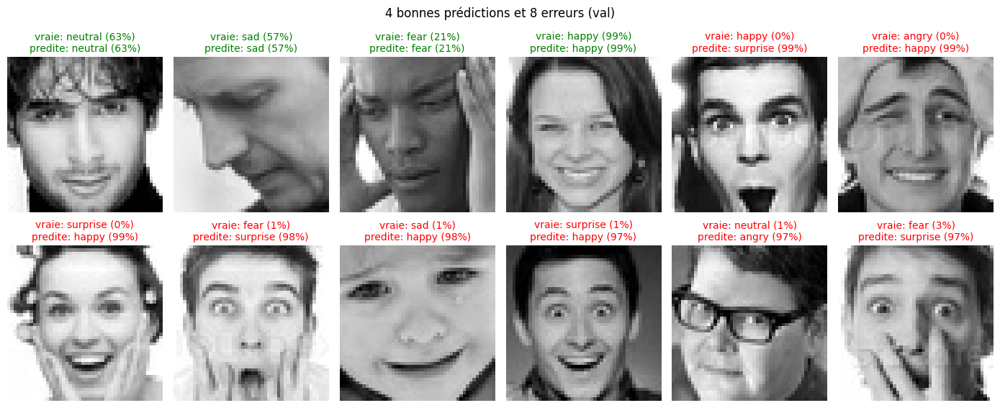 4 bonnes prédictions et 8 erreurs (val)
vraie: neutral (63%)
predite: neutral (63%)
vraie: sad (57%)
predite: sad (57%)
vraie: fear (21%)
predite: fear (21%)
vraie: happy (99%)
predite: happy (99%)
vraie: happy (0%)
predite: surprise (99%)
vraie: angry (0%)
predite: happy (99%)
vraie: surprise (0%)
predite: happy (99%)
vraie: fear (1%)
predite: surprise (98%)
vraie: sad (1%)
predite: happy (98%)
vraie: surprise (1%)
predite: happy (97%)
vraie: neutral (1%)
predite: angry (97%)
vraie: fear (3%)
predite: surprise (97%)